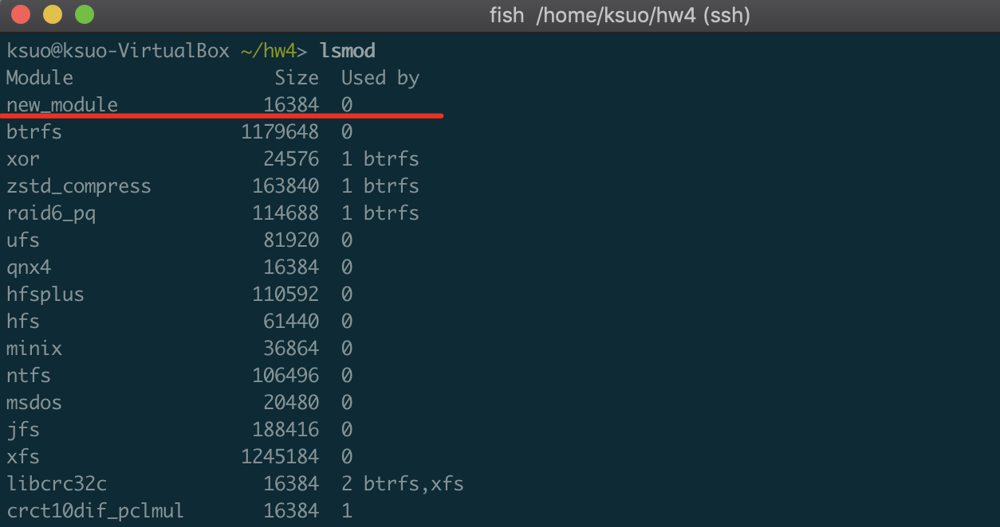 fish /home/ksuo/hw4 (ssh)
ksuo@ksuo-VirtualBox ~/hw4> lsmod
Module                  Size  Used by
new_module             16384  0
btrfs                1179648  0
xor                    24576  1 btrfs
zstd_compress         163840  1 btrfs
raid6_pq              114688  1 btrfs
ufs                    81920  0
qnx4                   16384  0
hfsplus               110592  0
hfs                    61440  0
minix                  36864  0
ntfs                  106496  0
msdos                  20480  0
jfs                   188416  0
xfs                  1245184  0
libcrc32c              16384  2 btrfs,xfs
crct10dif_pclmul       16384  1